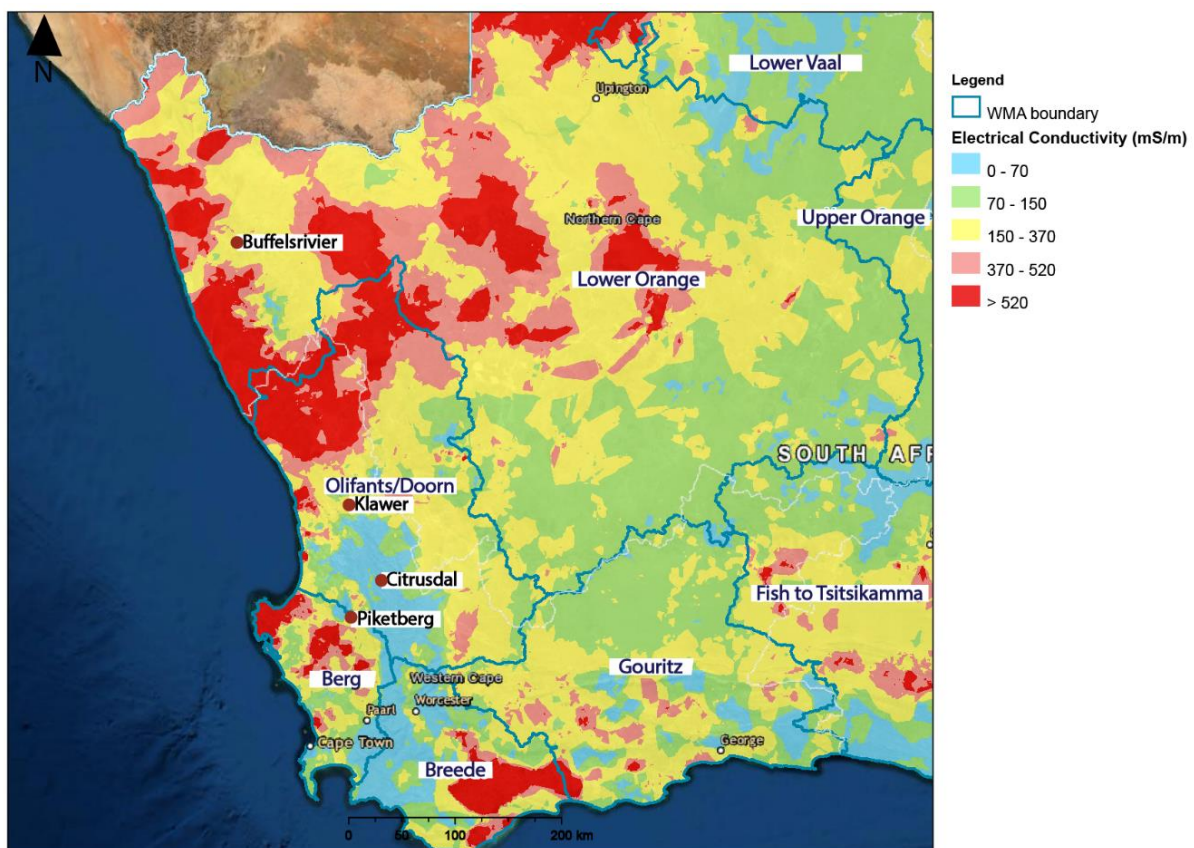 N
Lower Vaal
Upington
Upper Orange
Northern Cape
Buffelsrivier
Lower Orange
SOUTH AFR
Olifants/Doorn
Klawer
Citrusdal
Fish to Tsitsikamma
Piketberg
Gouritz
Berg
Western Cape
Worcester
Paarl
George
Cape Town
Breede
0 50 100 200 km
Legend
WMA boundary
Electrical Conductivity (mS/m)
0 - 70
70 - 150
150 - 370
370 - 520
> 520